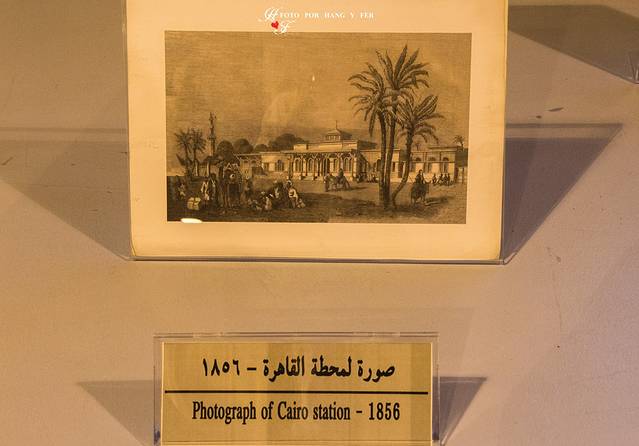 FOTO POR HANG Y FER
H
F
صورة لمحطة القاهرة - ١٨٥٦
Photograph of Cairo station - 1856